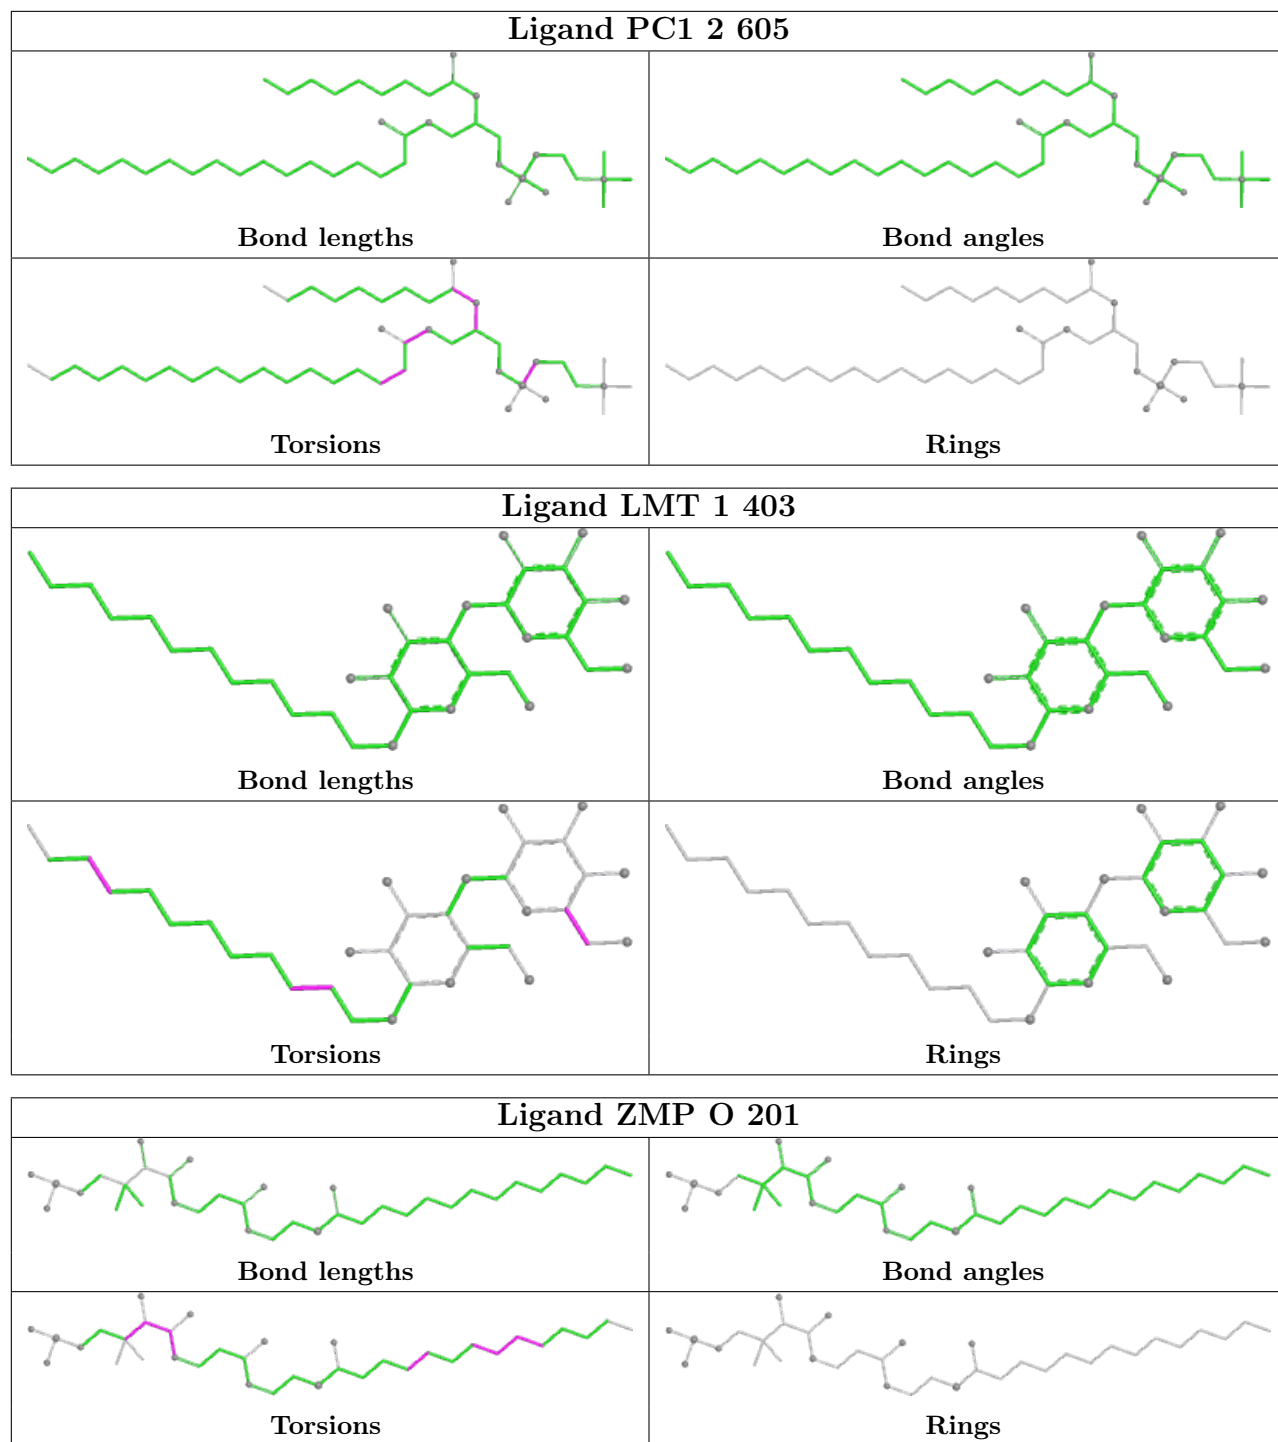 Ligand PC1 2 605
Bond lengths
Bond angles
Torsions
Rings
Ligand LMT 1 403
Bond lengths
Bond angles
Torsions
Rings
Ligand ZMP O 201
Bond lengths
Bond angles
Torsions
Rings